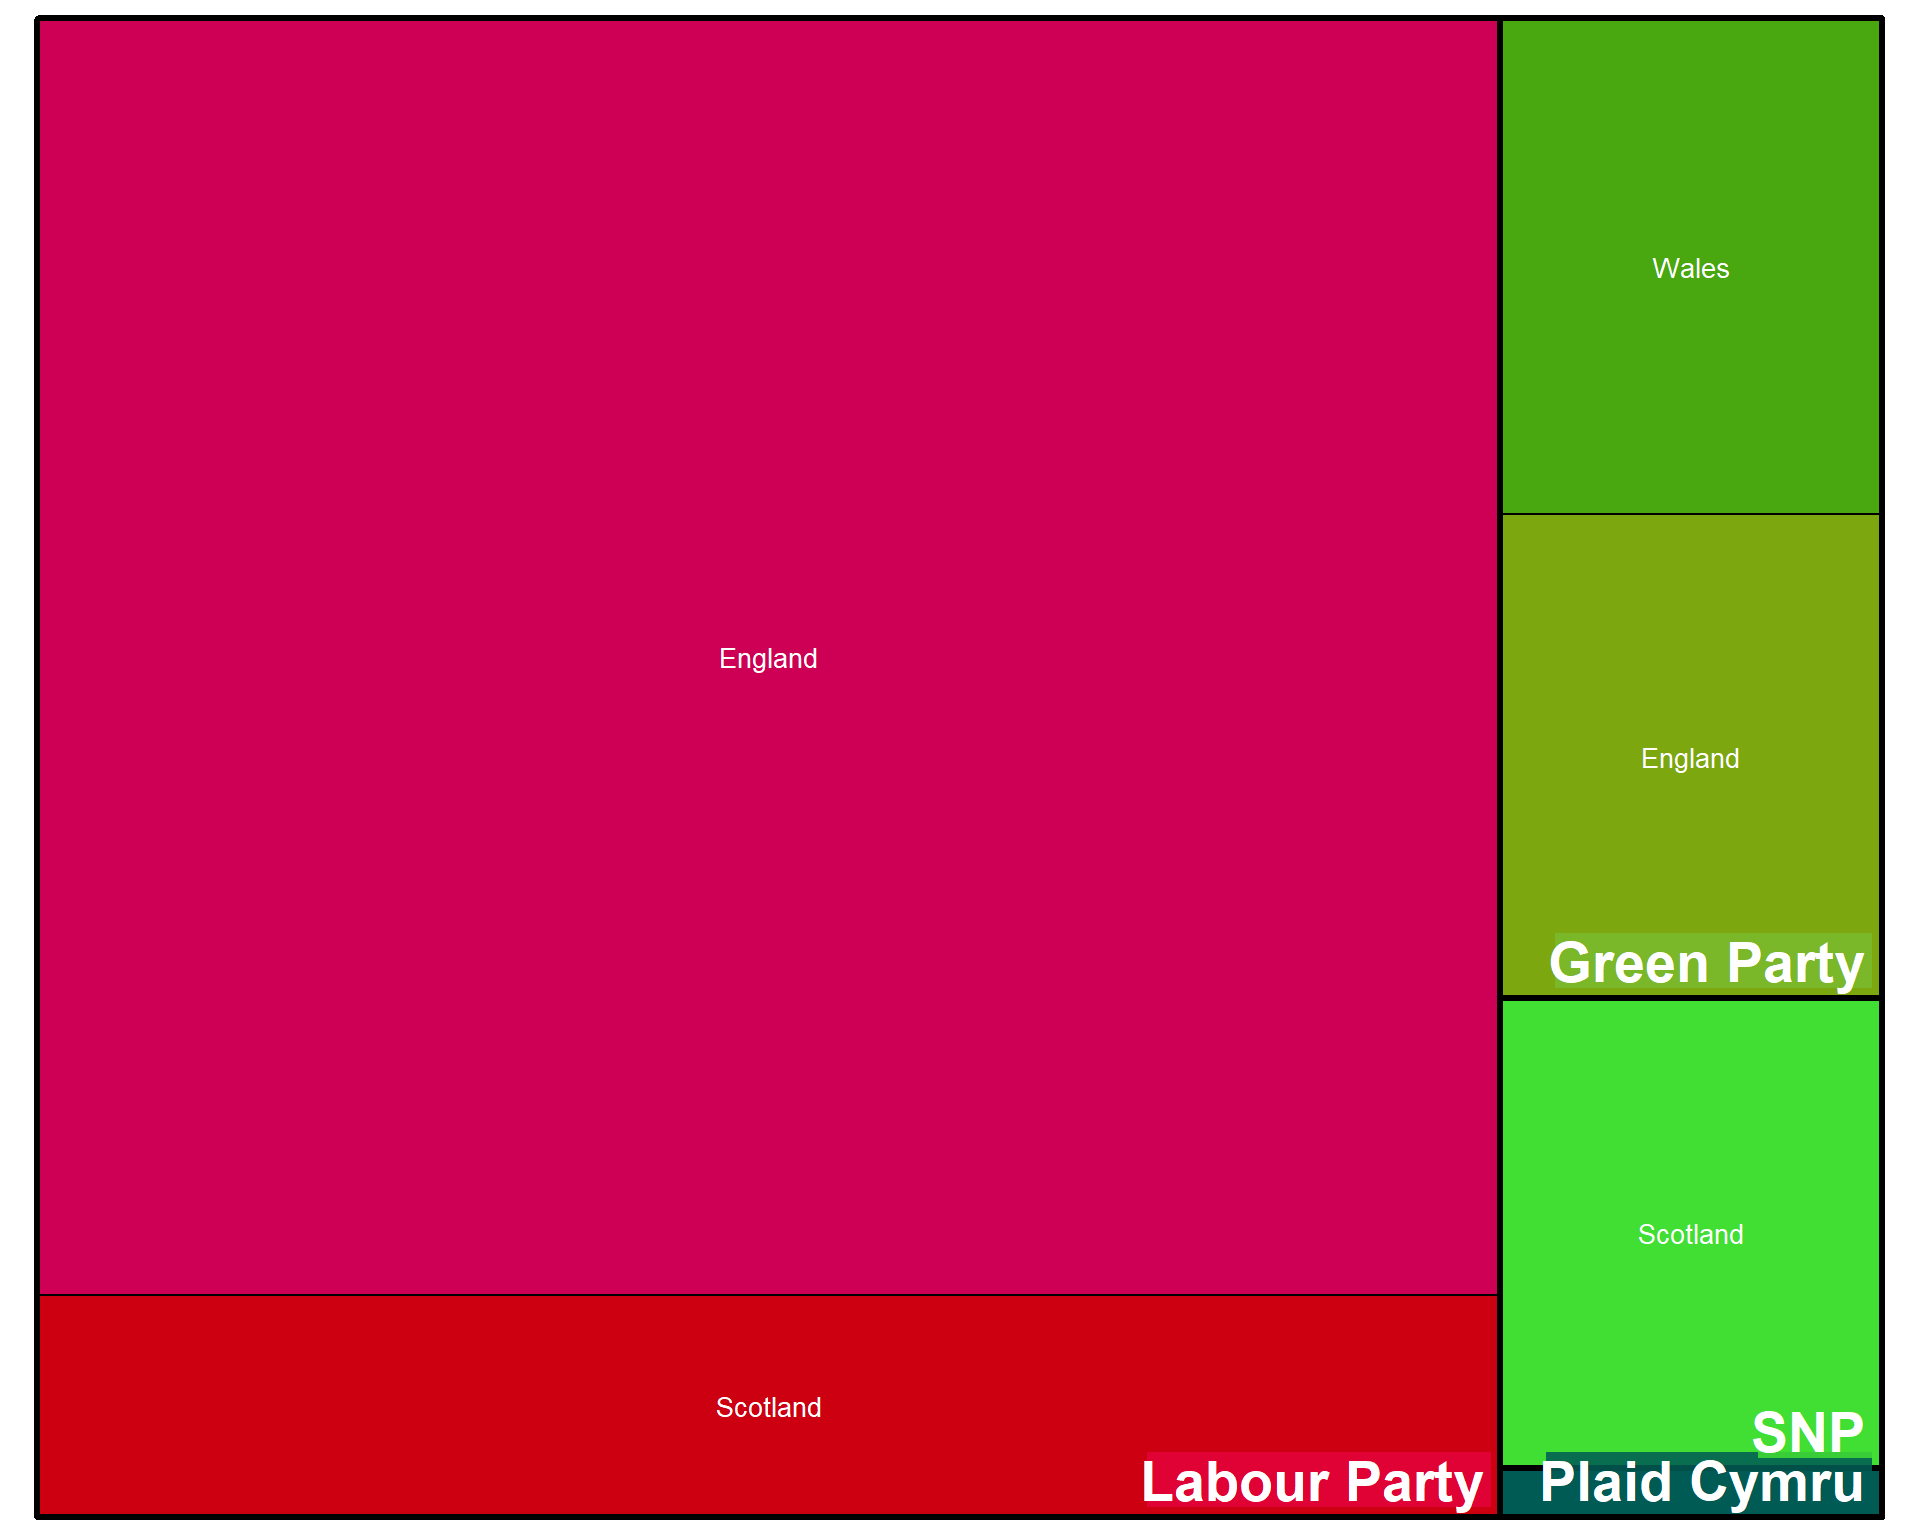 Wales
England
England
Green Party
Scotland
Scotland
SNP
Labour Party
Plaid Cymru